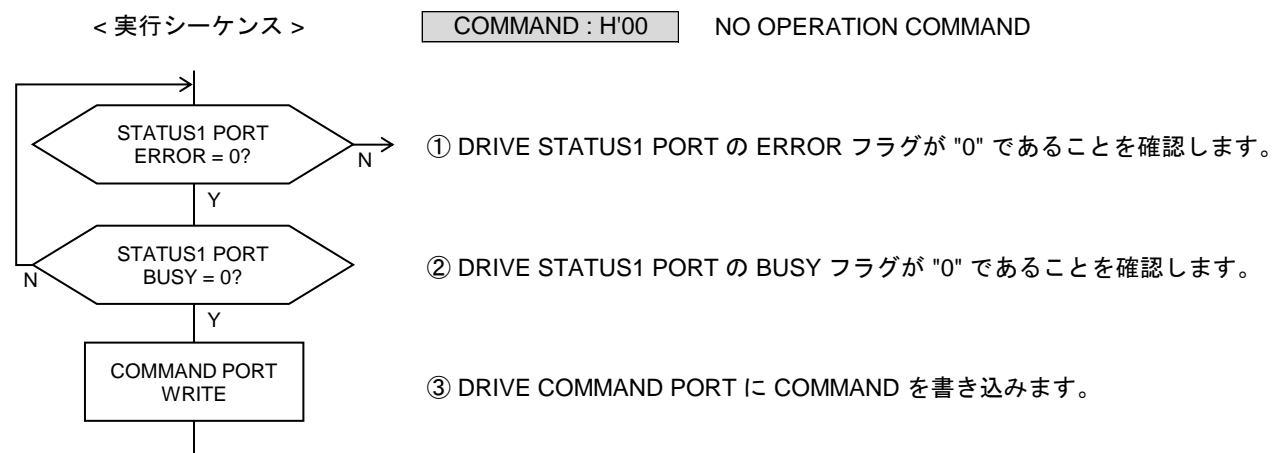 < 実行シーケンス >
COMMAND : H'00
NO OPERATION COMMAND
STATUS1 PORT
ERROR = 0?
N
Y
① DRIVE STATUS1 PORT の ERROR フラグが "0" であることを確認します。
STATUS1 PORT
BUSY = 0?
N
Y
② DRIVE STATUS1 PORT の BUSY フラグが "0" であることを確認します。
COMMAND PORT
WRITE
③ DRIVE COMMAND PORT に COMMAND を書き込みます。